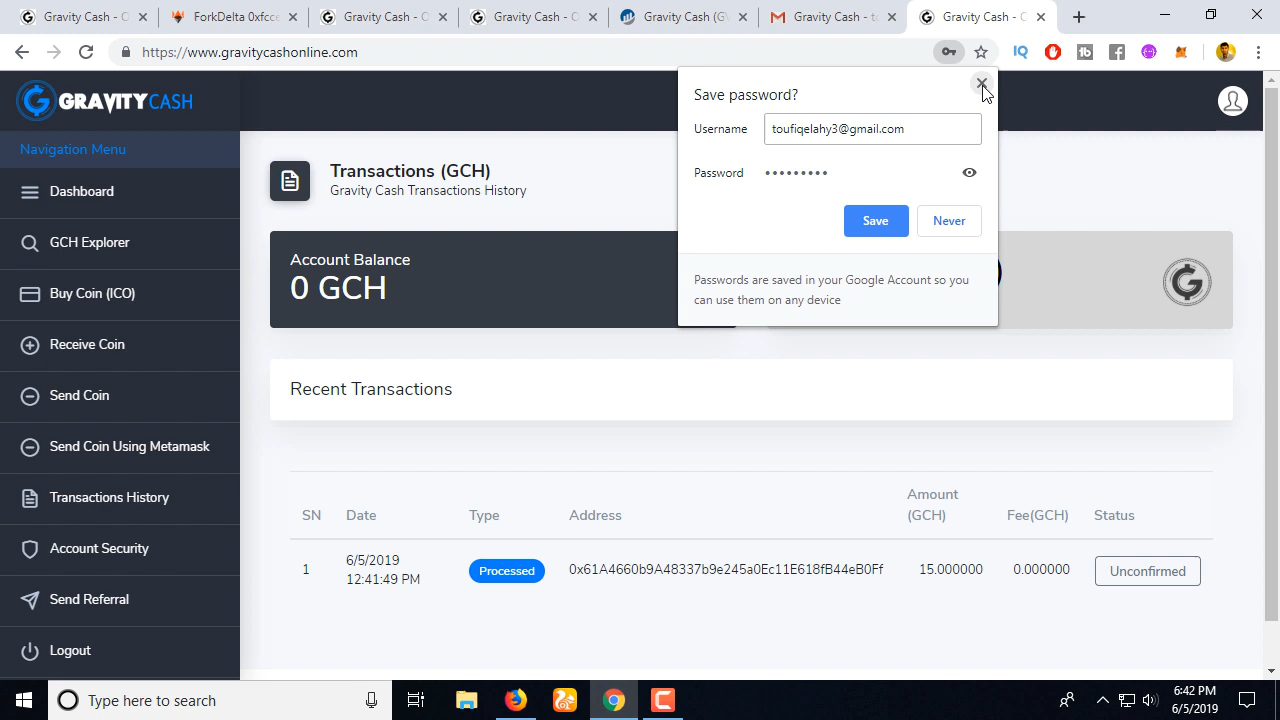 Gravity Cash - C
ForkDelta 0xfcce
Gravity Cash - C
Gravity Cash - C
Gravity Cash (GV
Gravity Cash - to
Gravity Cash - C
https://www.gravitycashonline.com
GRAVITYCASH
Navigation Menu
Dashboard
GCH Explorer
Buy Coin (ICO)
Receive Coin
Send Coin
Send Coin Using Metamask
Transactions History
Account Security
Send Referral
Logout
Transactions (GCH)
Gravity Cash Transactions History
Account Balance
0 GCH
Save password?
Username toufiqelahy3@gmail.com
Password •••••••••
Save Never
Passwords are saved in your Google Account so you
can use them on any device
Recent Transactions
SN Date Type Address Amount (GCH) Fee(GCH) Status
1 6/5/2019 12:41:49 PM Processed 0x61A4660b9A48337b9e245a0Ec11E618fB44eB0Ff 15.000000 0.000000 Unconfirmed
Type here to search
6:42 PM
6/5/2019